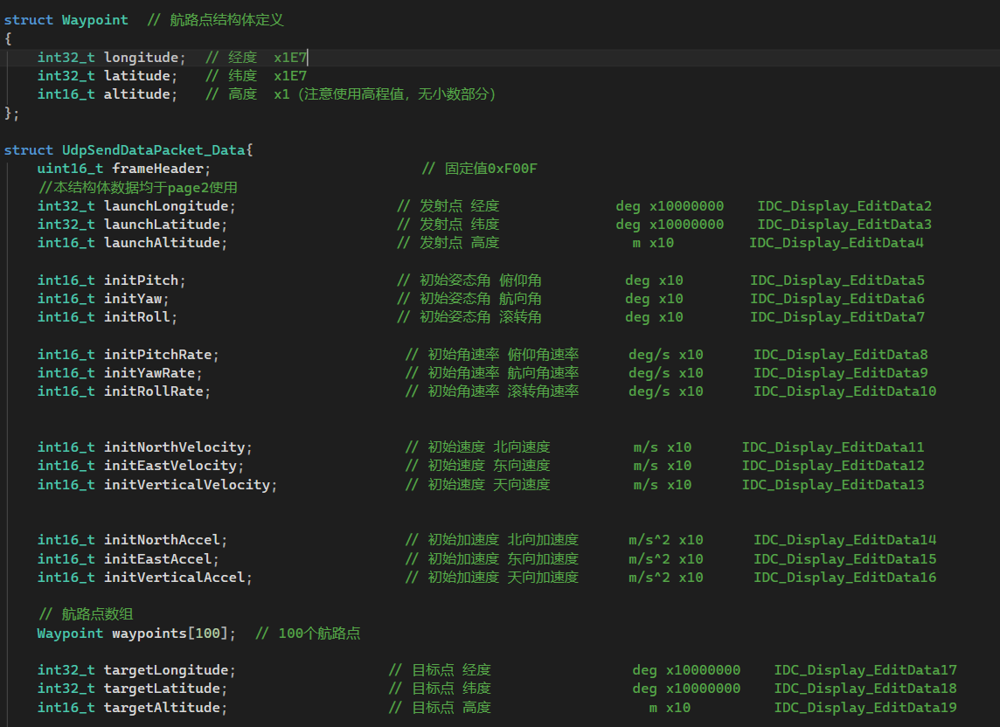 struct Waypoint  // 航路点结构体定义
{
    int32_t longitude;  // 经度  x1E7
    int32_t latitude;   // 纬度  x1E7
    int16_t altitude;   // 高度  x1（注意使用高程值，无小数部分）
};
struct UdpSendDataPacket_Data{
    uint16_t frameHeader;    // 固定值0xF00F
    //本结构体数据均于page2使用
    int32_t launchLongitude;    // 发射点 经度    deg x10000000    IDC_Display_EditData2
    int32_t launchLatitude;    // 发射点 纬度    deg x10000000    IDC_Display_EditData3
    int16_t launchAltitude;    // 发射点 高度    m x10    IDC_Display_EditData4
    int16_t initPitch;    // 初始姿态角 俯仰角    deg x10    IDC_Display_EditData5
    int16_t initYaw;    // 初始姿态角 航向角    deg x10    IDC_Display_EditData6
    int16_t initRoll;    // 初始姿态角 滚转角    deg x10    IDC_Display_EditData7
    int16_t initPitchRate;    // 初始角速率 俯仰角速率    deg/s x10    IDC_Display_EditData8
    int16_t initYawRate;    // 初始角速率 航向角速率    deg/s x10    IDC_Display_EditData9
    int16_t initRollRate;    // 初始角速率 滚转角速率    deg/s x10    IDC_Display_EditData10
    int16_t initNorthVelocity;    // 初始速度 北向速度    m/s x10    IDC_Display_EditData11
    int16_t initEastVelocity;    // 初始速度 东向速度    m/s x10    IDC_Display_EditData12
    int16_t initVerticalVelocity;    // 初始速度 天向速度    m/s x10    IDC_Display_EditData13
    int16_t initNorthAccel;    // 初始加速度 北向加速度    m/s^2 x10    IDC_Display_EditData14
    int16_t initEastAccel;    // 初始加速度 东向加速度    m/s^2 x10    IDC_Display_EditData15
    int16_t initVerticalAccel;    // 初始加速度 天向加速度    m/s^2 x10    IDC_Display_EditData16
    // 航路点数组
    Waypoint waypoints[100];  // 100个航路点
    int32_t targetLongitude;    // 目标点 经度    deg x10000000    IDC_Display_EditData17
    int32_t targetLatitude;    // 目标点 纬度    deg x10000000    IDC_Display_EditData18
    int16_t targetAltitude;    // 目标点 高度    m x10    IDC_Display_EditData19